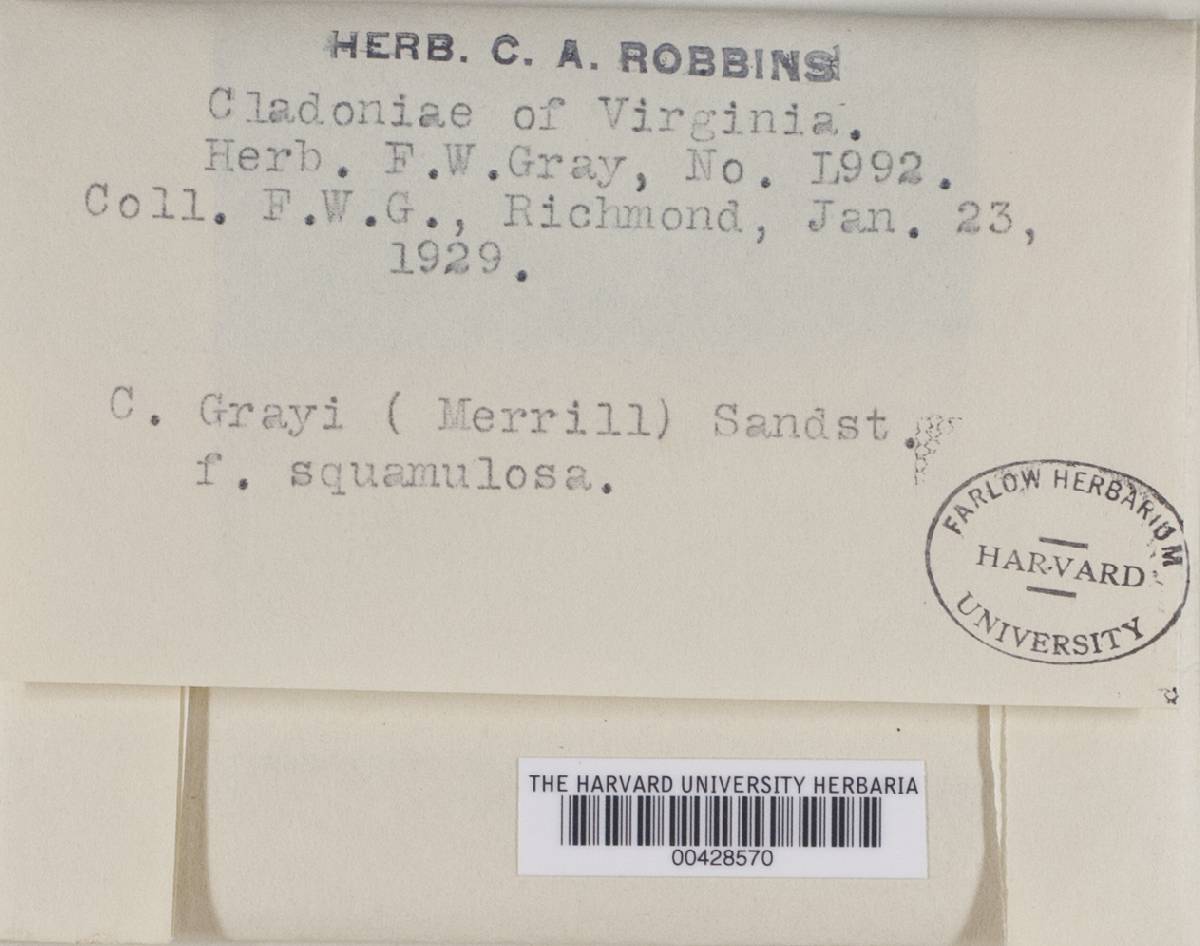 HERB. C. A. ROBBINS
Cladoniae of Virginia.
Herb. F.W.Gray, No. L992.
Coll. F.W.G., Richmond, Jan. 23,
1929.
C. Grayi ( Merrill) Sandst.
f. squamulosa.
FARLOW HERBARIUM
HARVARD
UNIVERSITY
THE HARVARD UNIVERSITY HERBARIA
00428570